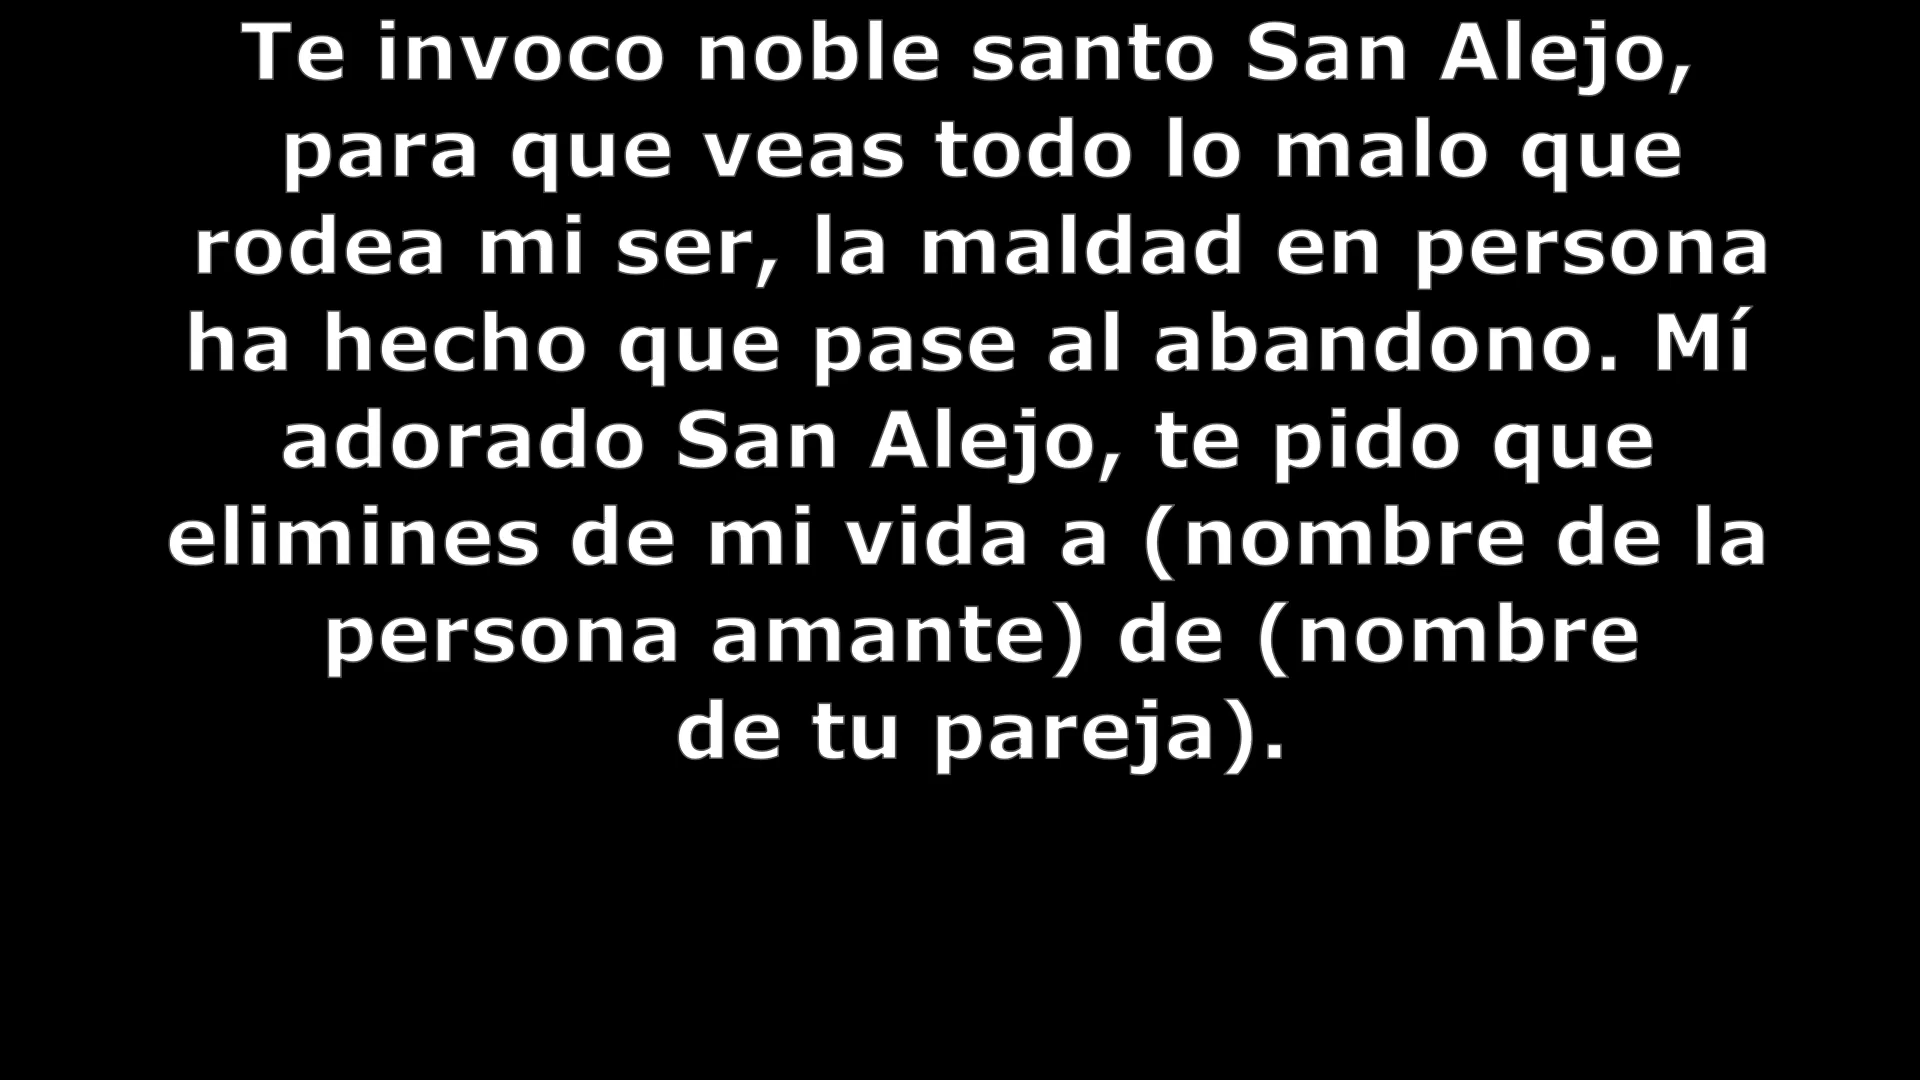 Te invoco noble santo San Alejo,
para que veas todo lo malo que
rodea mi ser, la maldad en persona
ha hecho que pase al abandono. Mí
adorado San Alejo, te pido que
elimines de mi vida a (nombre de la
persona amante) de (nombre
de tu pareja).